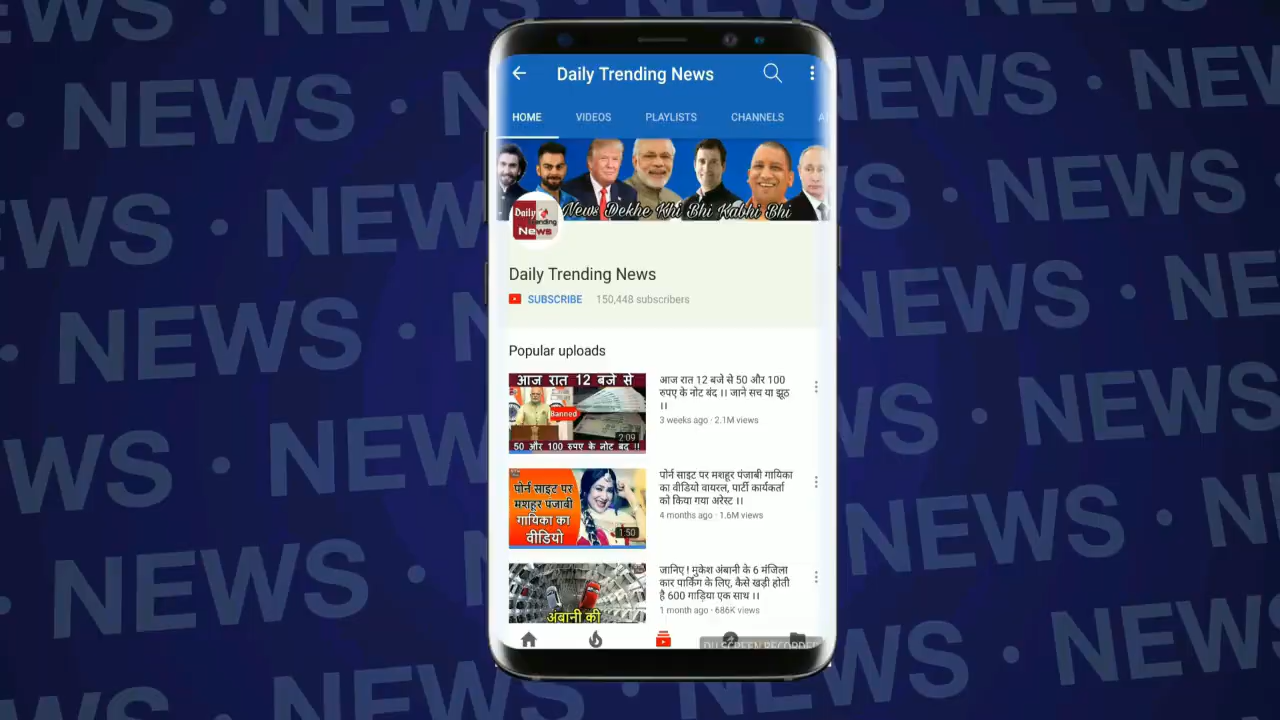 NEWS
Daily Trending News
HOME
VIDEOS
PLAYLISTS
CHANNELS
A
News Dekhe Khi Bhi Kabhi Bhi
Daily
Trending
News
Daily Trending News
SUBSCRIBE
150,448 subscribers
Popular uploads
आज रात 12 बजे से
Banned
2:09
50 और 100 रुपए के नोट बंद !!
आज रात 12 बजे से 50 और 100
रुपए के नोट बंद ।। जाने सच या झूठ
।।
3 weeks ago · 2.1M views
पोर्न साइट पर
मशहूर पंजाबी
गायिका का
वीडियो
1:50
पोर्न साइट पर मशहूर पंजाबी गायिका
का वीडियो वायरल, पार्टी कार्यकर्ता
को किया गया अरेस्ट ।।
4 months ago · 1.6M views
अंबानी की
जानिए ! मुकेश अंबानी के 6 मंजिला
कार पार्किंग के लिए, कैसे खड़ी होती
है 600 गाड़िया एक साथ ।।
1 month ago · 686K views
DU SCREEN RECORDER